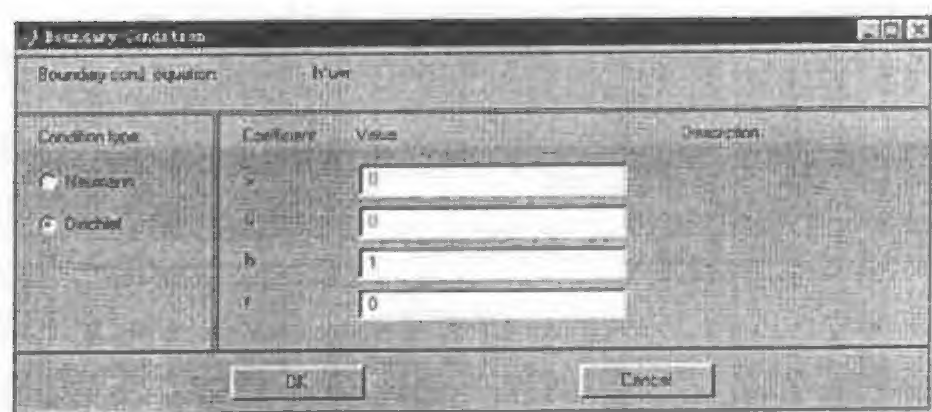 Boundary Condition
Boundary cond. equation: h*u=r
Condition type: Coefficient Value Description
Neumann g 0
Dirichlet q 0
h 1
r 0
OK Cancel